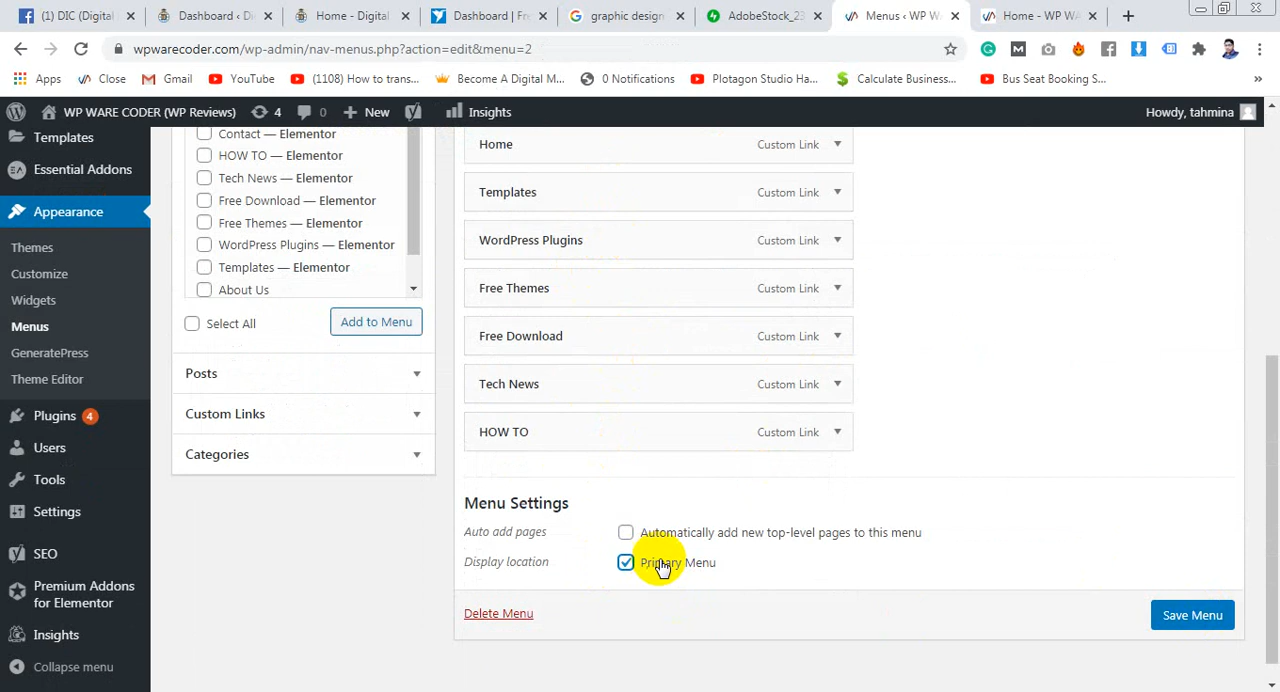 (1) DIC (Digital
Dashboard ‹ Di
Home - Digital
Dashboard | Fre
graphic design
AdobeStock_23
Menus ‹ WP W
Home - WP WA
wpwarecoder.com/wp-admin/nav-menus.php?action=edit&menu=2
Apps
Close
Gmail
YouTube
(1108) How to trans...
Become A Digital M...
0 Notifications
Plotagon Studio Ha...
Calculate Business...
Bus Seat Booking S...
»
WP WARE CODER (WP Reviews)
4
0
New
Insights
Howdy, tahmina
Templates
Essential Addons
Appearance
Themes
Customize
Widgets
Menus
GeneratePress
Theme Editor
Plugins 4
Users
Tools
Settings
SEO
Premium Addons
for Elementor
Insights
Collapse menu
Contact — Elementor
HOW TO — Elementor
Tech News — Elementor
Free Download — Elementor
Free Themes — Elementor
WordPress Plugins — Elementor
Templates — Elementor
About Us
Select All
Add to Menu
Posts
Custom Links
Categories
Home Custom Link
Templates Custom Link
WordPress Plugins Custom Link
Free Themes Custom Link
Free Download Custom Link
Tech News Custom Link
HOW TO Custom Link
Menu Settings
Auto add pages Automatically add new top-level pages to this menu
Display location Primary Menu
Delete Menu
Save Menu